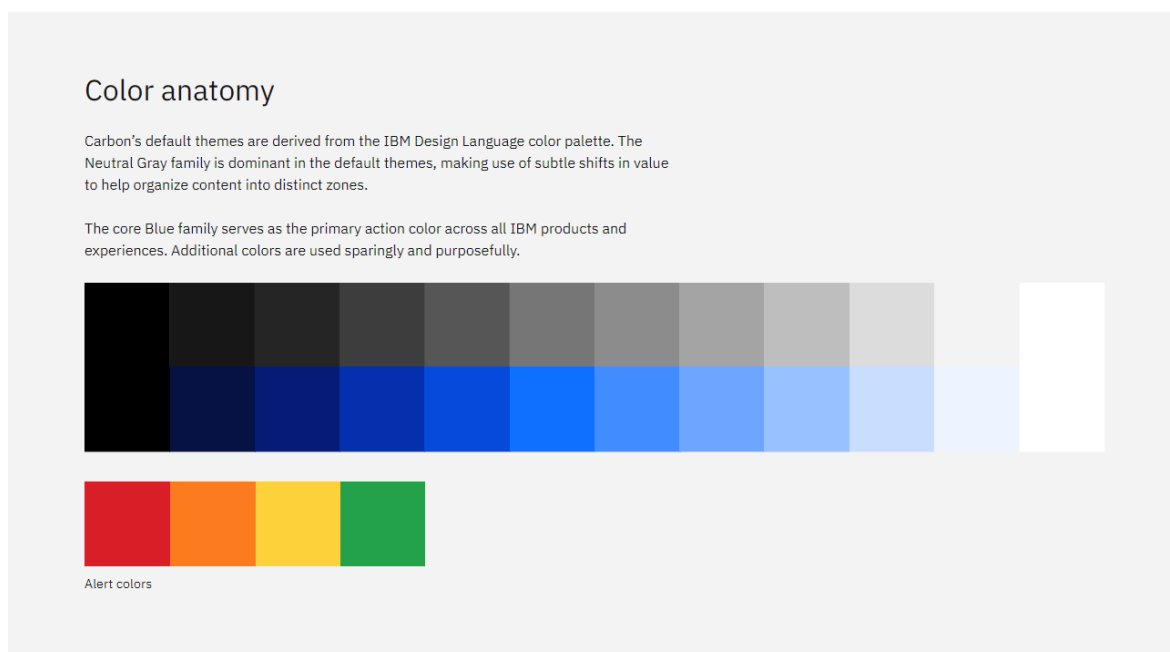 Color anatomy
Carbon’s default themes are derived from the IBM Design Language color palette. The
Neutral Gray family is dominant in the default themes, making use of subtle shifts in value
to help organize content into distinct zones.
The core Blue family serves as the primary action color across all IBM products and
experiences. Additional colors are used sparingly and purposefully.
Alert colors